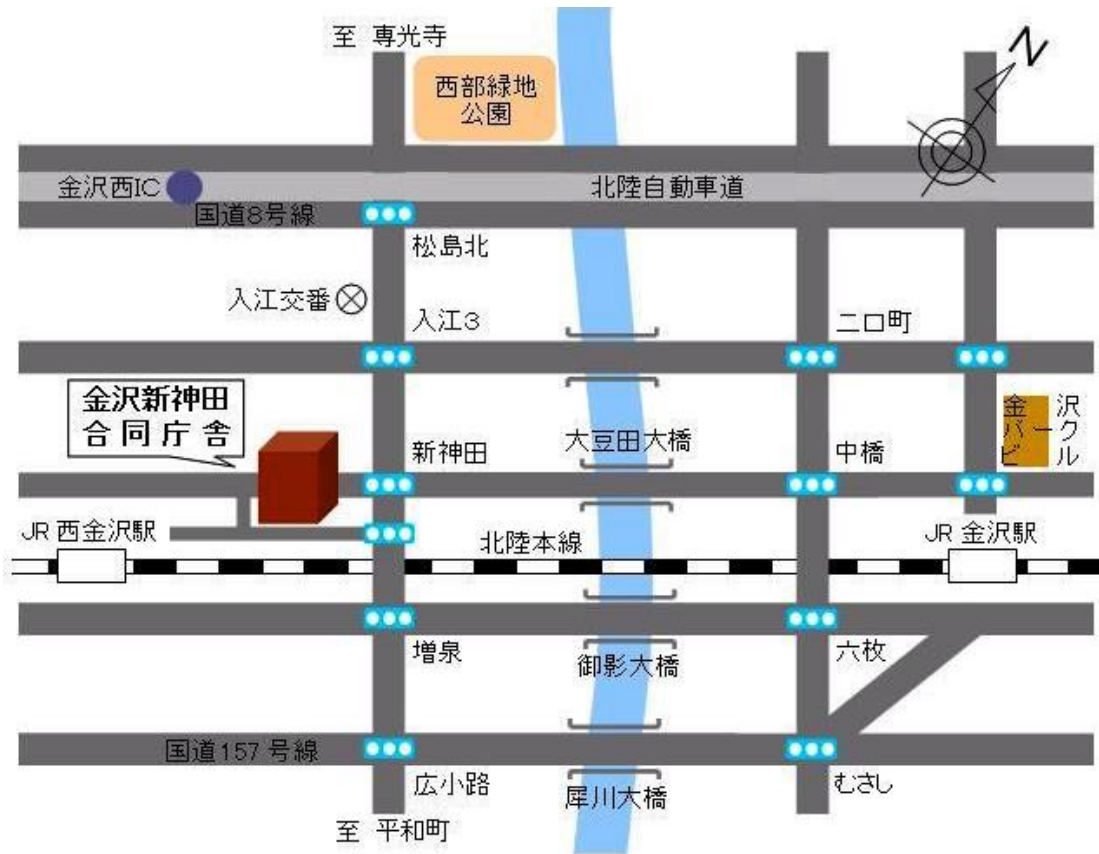 至 専光寺
西部緑地
公園
N
金沢西IC
北陸自動車道
国道8号線
松島北
入江交番
入江3
二口町
金沢新神田
合同庁舎
金沢
パーク
ビル
新神田
大豆田大橋
中橋
JR 西金沢駅
北陸本線
JR 金沢駅
増泉
御影大橋
六枚
国道157号線
広小路
犀川大橋
むさし
至 平和町